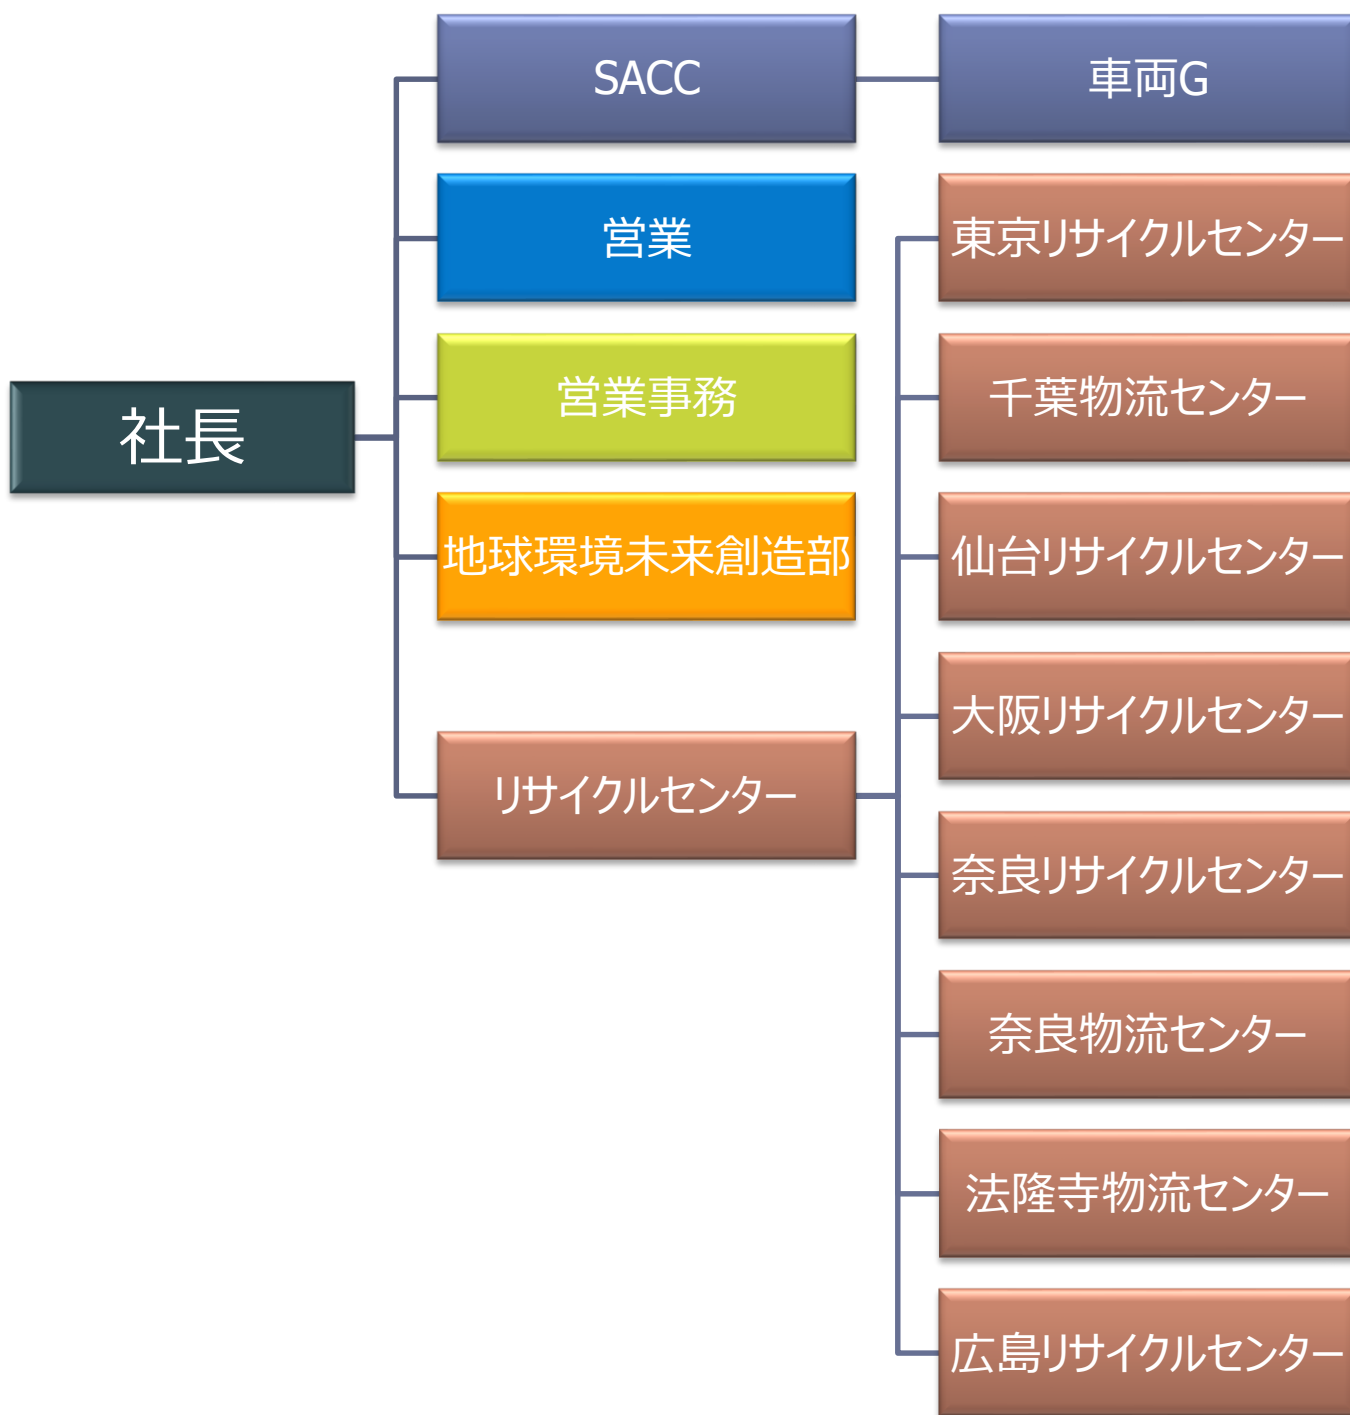 社長
SACC
車両G
営業
営業事務
地球環境未来創造部
リサイクルセンター
東京リサイクルセンター
千葉物流センター
仙台リサイクルセンター
大阪リサイクルセンター
奈良リサイクルセンター
奈良物流センター
法隆寺物流センター
広島リサイクルセンター